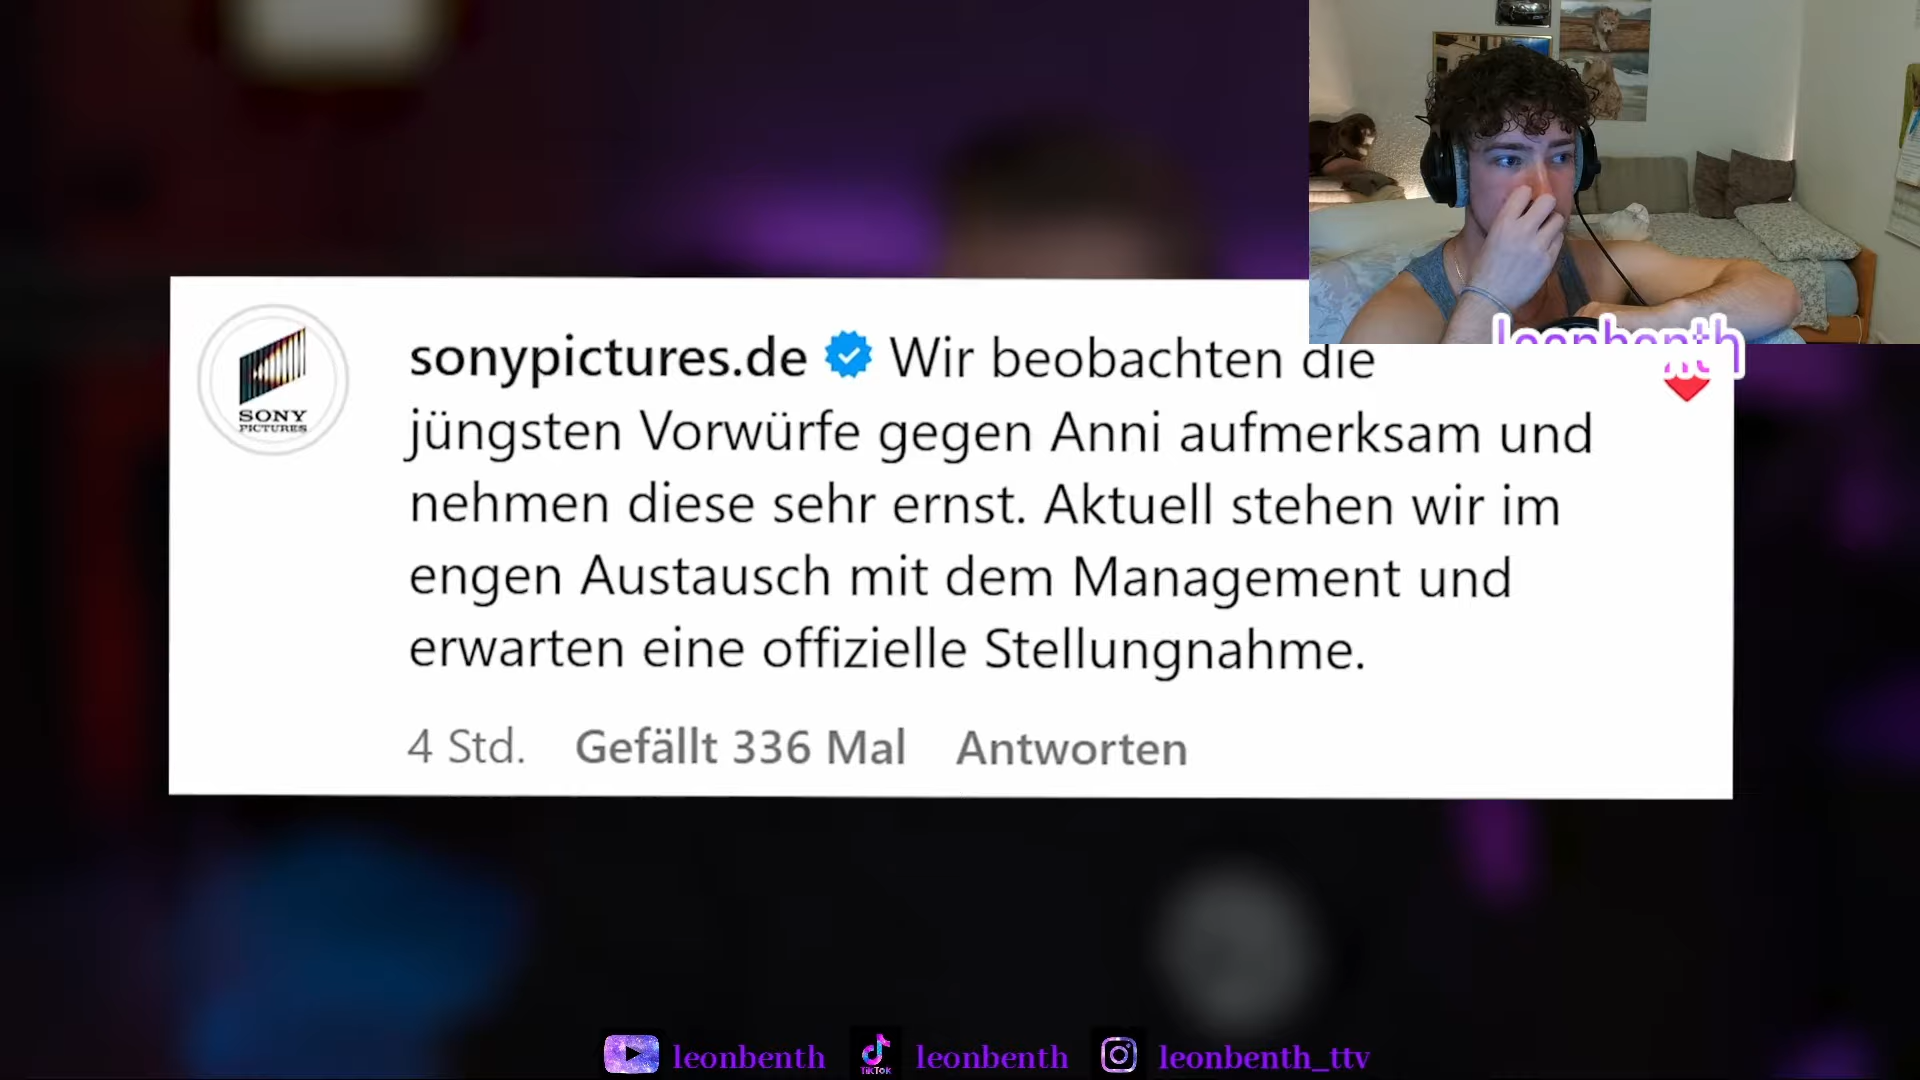 sonypictures.de Wir beobachten die
jüngsten Vorwürfe gegen Anni aufmerksam und
nehmen diese sehr ernst. Aktuell stehen wir im
engen Austausch mit dem Management und
erwarten eine offizielle Stellungnahme.
4 Std. Gefällt 336 Mal Antworten
SONY
PICTURES
leonbenth
leonbenth
TikTok
leonbenth
leonbenth_ttv